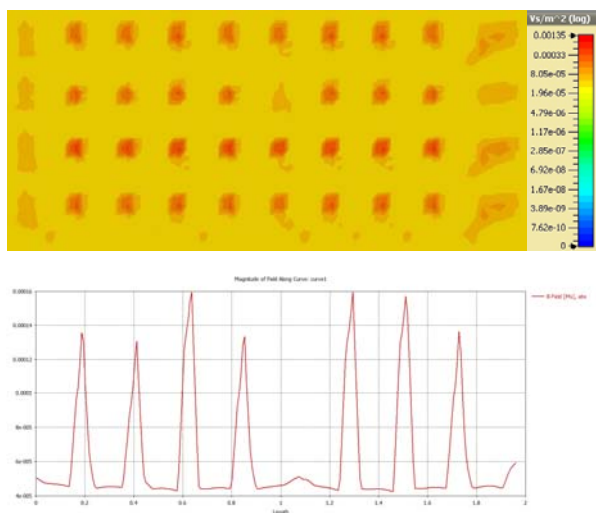 Vs/m^2 (log)
0.00135
0.00033
8.05e-05
1.96e-05
4.79e-06
1.17e-06
2.85e-07
6.92e-08
1.67e-08
3.89e-09
7.62e-10
0
Magnitude of Field Along Curve: curve1
B-Field (Ms), abs
0.00016
0.00014
0.00012
0.0001
8e-005
6e-005
4e-005
0 0.2 0.4 0.6 0.8 1 1.2 1.4 1.6 1.8 2
Length